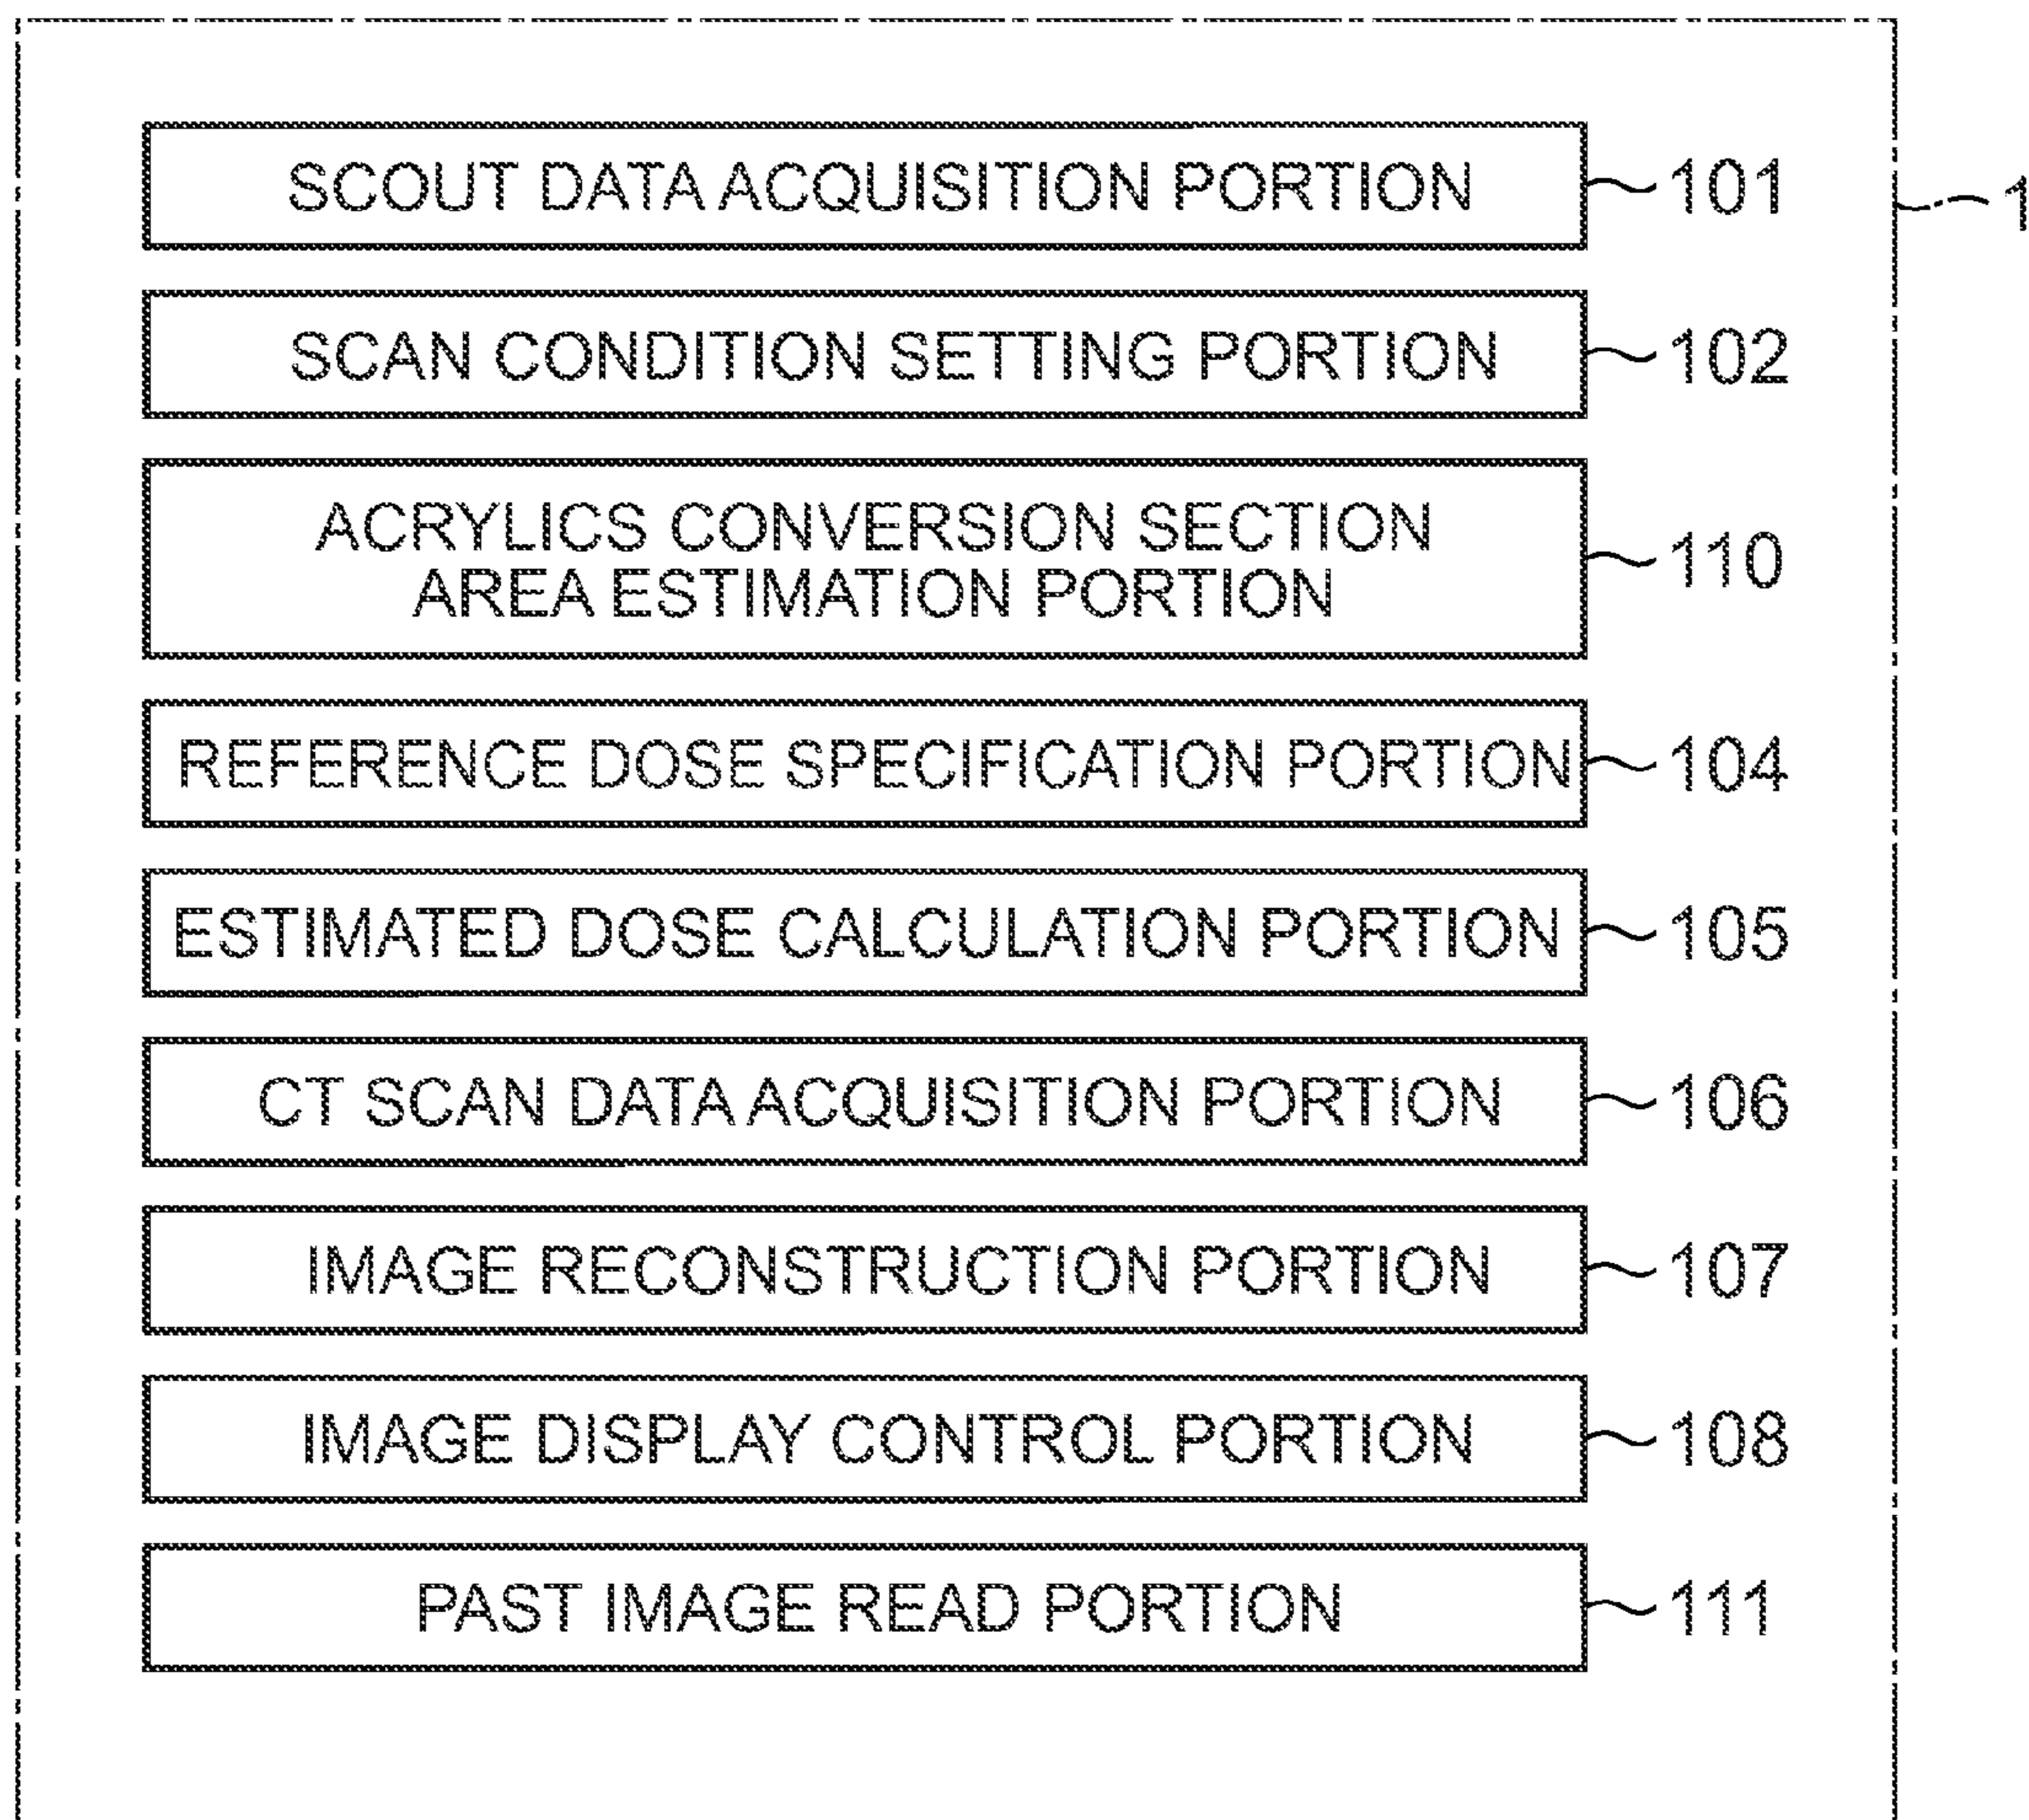 SCOUT DATA ACQUISITION PORTION 101
1
SCAN CONDITION SETTING PORTION 102
ACRYLICS CONVERSION SECTION
AREA ESTIMATION PORTION 110
REFERENCE DOSE SPECIFICATION PORTION 104
ESTIMATED DOSE CALCULATION PORTION 105
CT SCAN DATA ACQUISITION PORTION 106
IMAGE RECONSTRUCTION PORTION 107
IMAGE DISPLAY CONTROL PORTION 108
PAST IMAGE READ PORTION 111